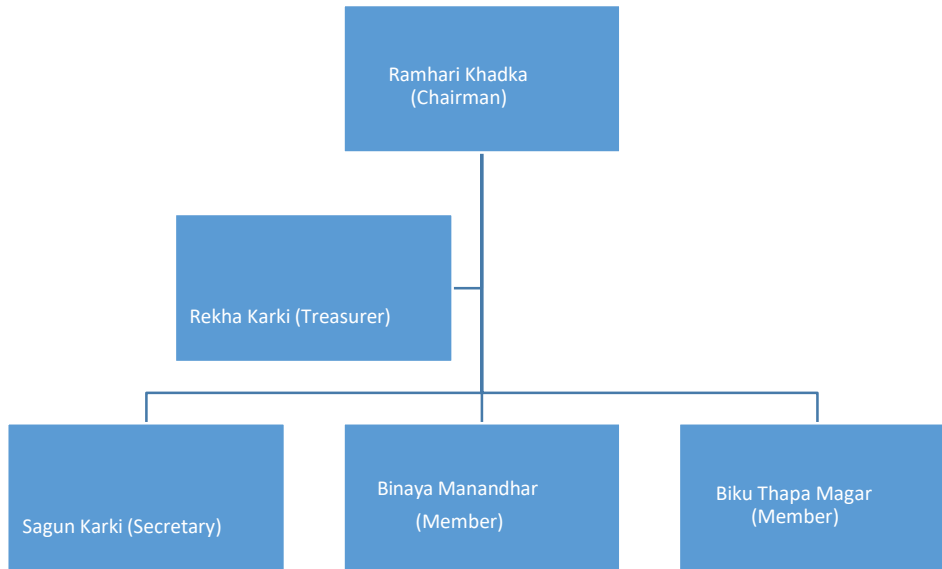 Ramhari Khadka
(Chairman)
Rekha Karki (Treasurer)
Sagun Karki (Secretary)
Binaya Manandhar
(Member)
Biku Thapa Magar
(Member)